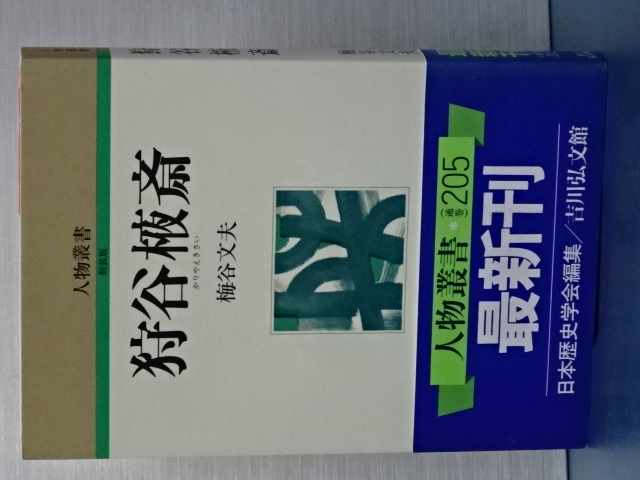 人物叢書
新装版
狩谷棭斎
かりやえきさい
梅谷文夫
人物叢書*〈通巻〉205
最新刊
日本歴史学会編集/吉川弘文館